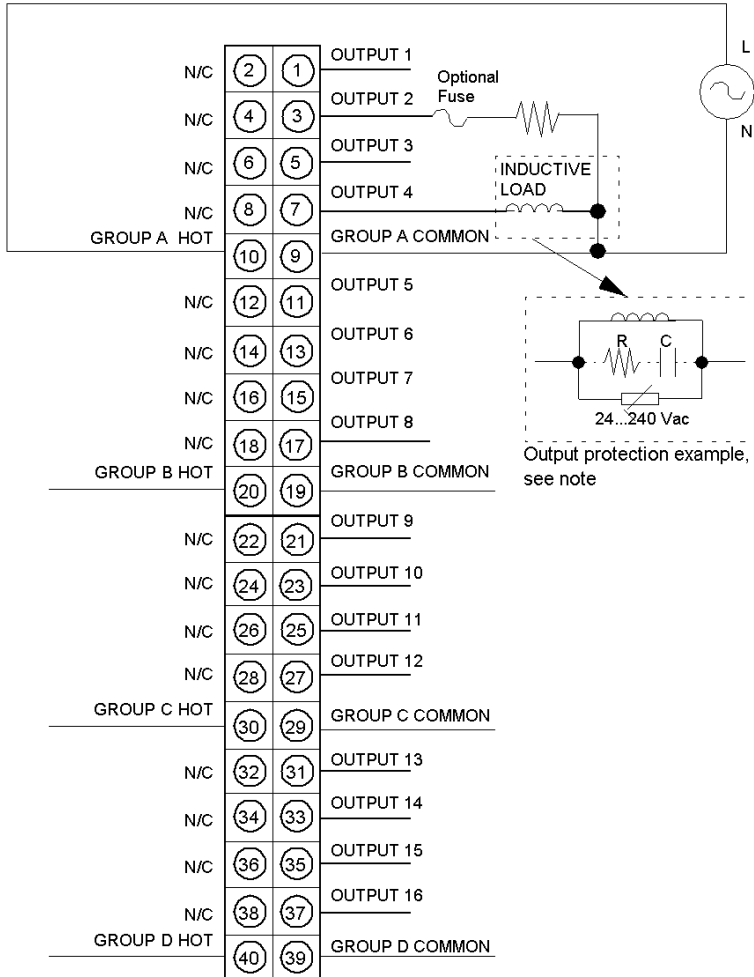 L
N
OUTPUT 1
N/C 2 1
Optional
Fuse
OUTPUT 2
N/C 4 3
OUTPUT 3
N/C 6 5
INDUCTIVE
LOAD
OUTPUT 4
N/C 8 7
GROUP A HOT 10 9 GROUP A COMMON
OUTPUT 5
N/C 12 11
OUTPUT 6
N/C 14 13
OUTPUT 7
N/C 16 15
OUTPUT 8
N/C 18 17
GROUP B HOT 20 19 GROUP B COMMON
R C
24...240 Vac
Output protection example,
see note
OUTPUT 9
N/C 22 21
OUTPUT 10
N/C 24 23
OUTPUT 11
N/C 26 25
OUTPUT 12
N/C 28 27
GROUP C HOT 30 29 GROUP C COMMON
OUTPUT 13
N/C 32 31
OUTPUT 14
N/C 34 33
OUTPUT 15
N/C 36 35
OUTPUT 16
N/C 38 37
GROUP D HOT 40 39 GROUP D COMMON